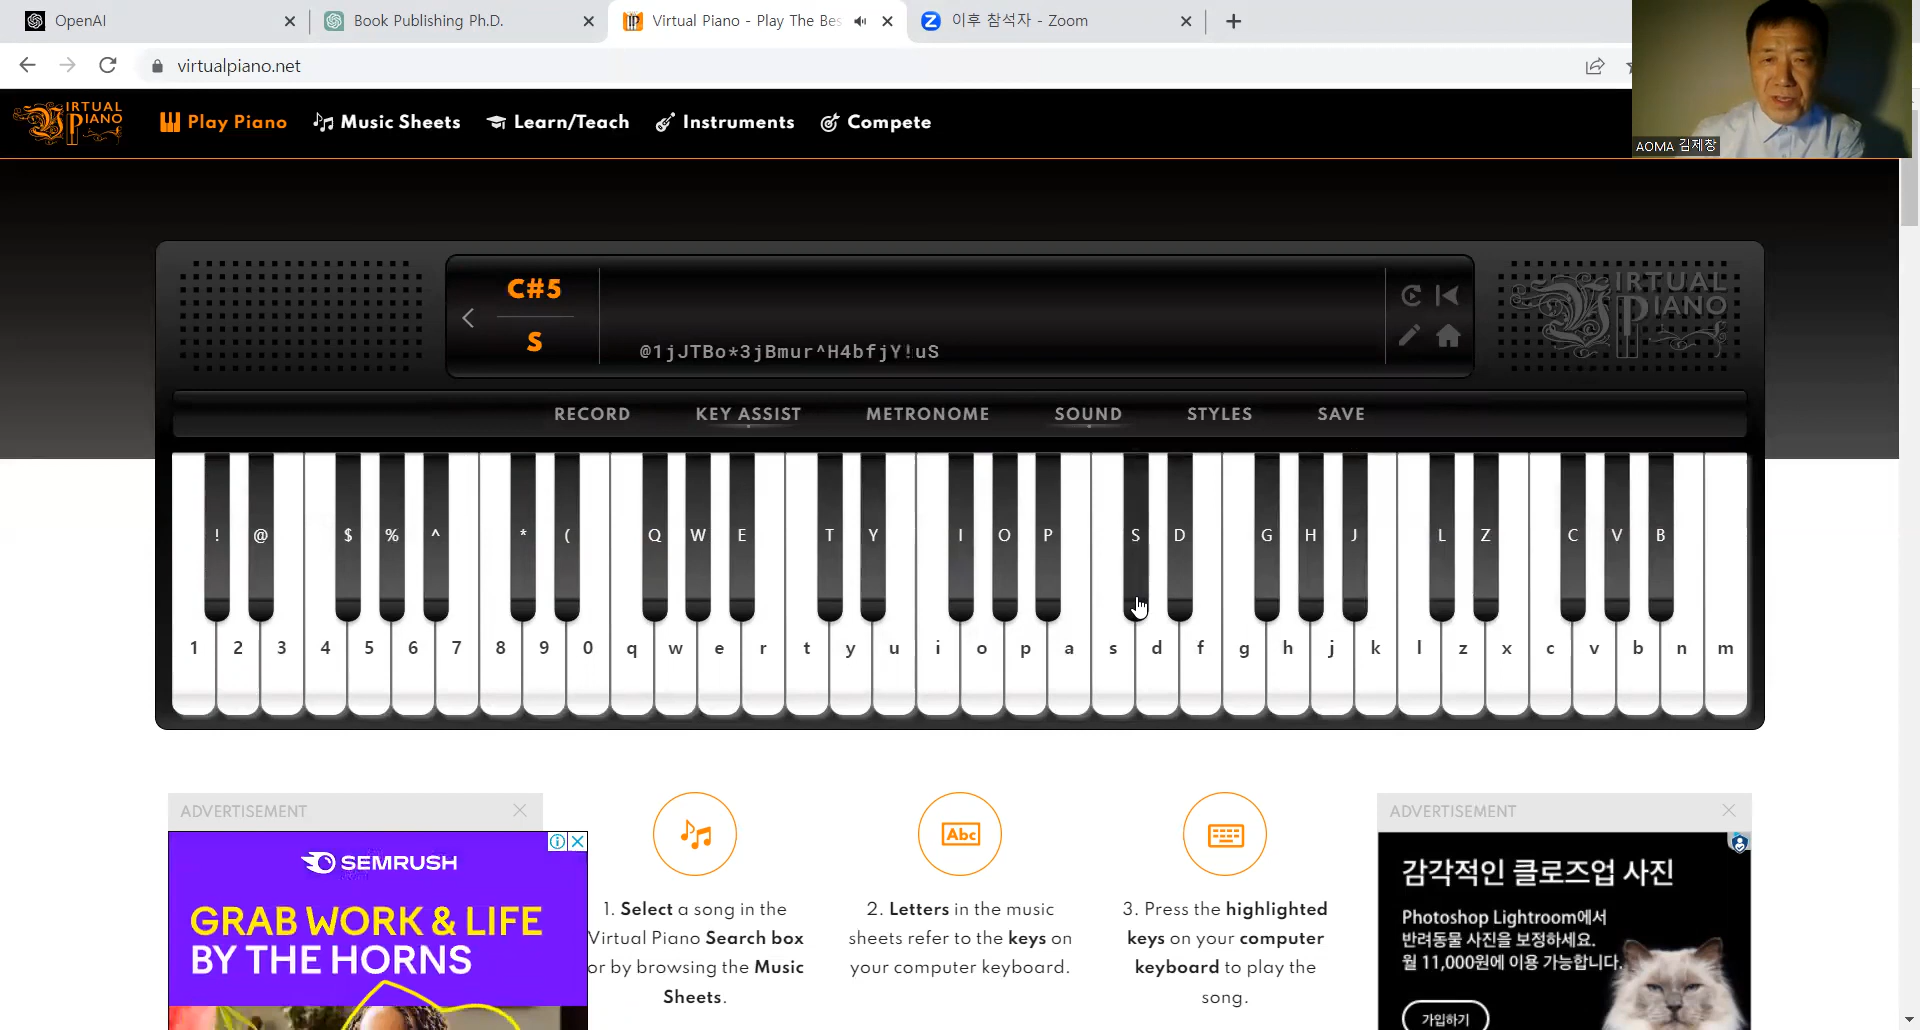 OpenAI
Book Publishing Ph.D.
Virtual Piano - Play The Bes
이후 참석자 - Zoom
virtualpiano.net
VIRTUAL PIANO
Play Piano
Music Sheets
Learn/Teach
Instruments
Compete
AOMA 김제창
C#5
S
@1jJTBo*3jBmur^H4bfjY!uS
VIRTUAL PIANO
RECORD
KEY ASSIST
METRONOME
SOUND
STYLES
SAVE
! @ $ % ^ * ( Q W E T Y I O P S D G H J L Z C V B
1 2 3 4 5 6 7 8 9 0 q w e r t y u i o p a s d f g h j k l z x c v b n m
ADVERTISEMENT
SEMRUSH
GRAB WORK & LIFE
BY THE HORNS
Abc
1. Select a song in the
Virtual Piano Search box
or by browsing the Music
Sheets.
2. Letters in the music
sheets refer to the keys on
your computer keyboard.
3. Press the highlighted
keys on your computer
keyboard to play the
song.
ADVERTISEMENT
감각적인 클로즈업 사진
Photoshop Lightroom에서
반려동물 사진을 보정하세요.
월 11,000원에 이용 가능합니다.
가입하기